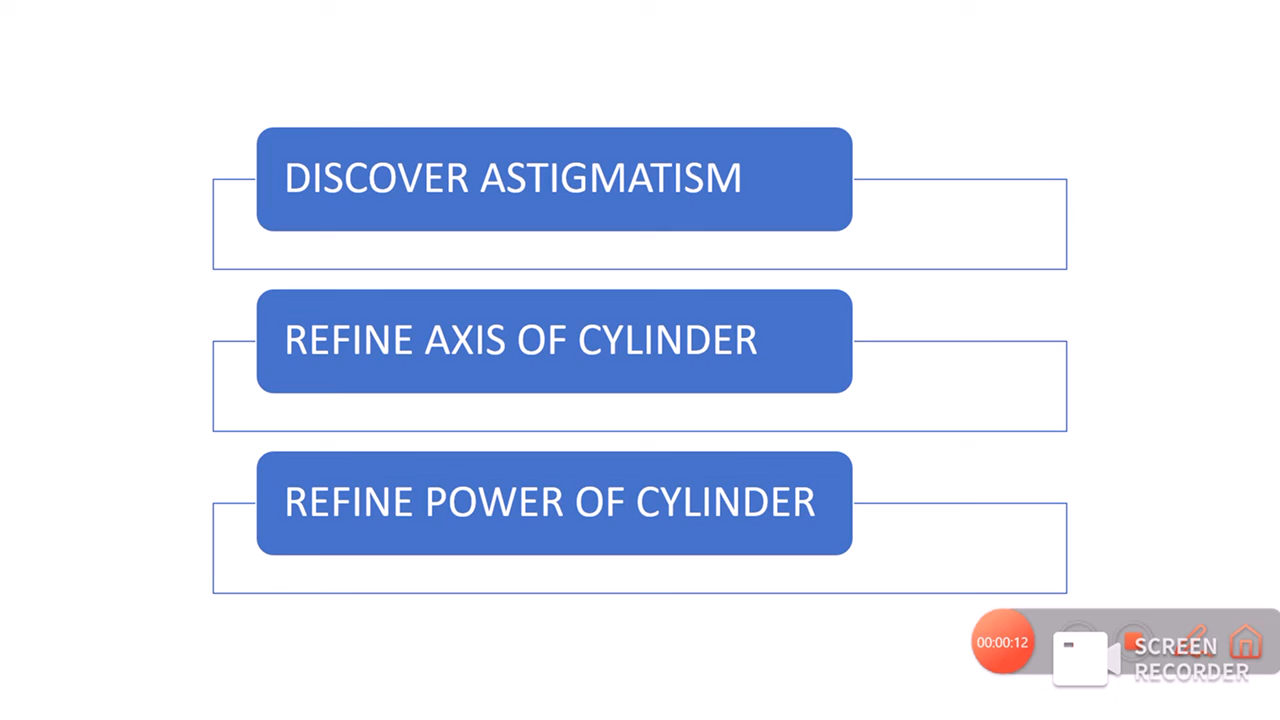 DISCOVER ASTIGMATISM
REFINE AXIS OF CYLINDER
REFINE POWER OF CYLINDER
00:00:12
SCREEN
RECORDER